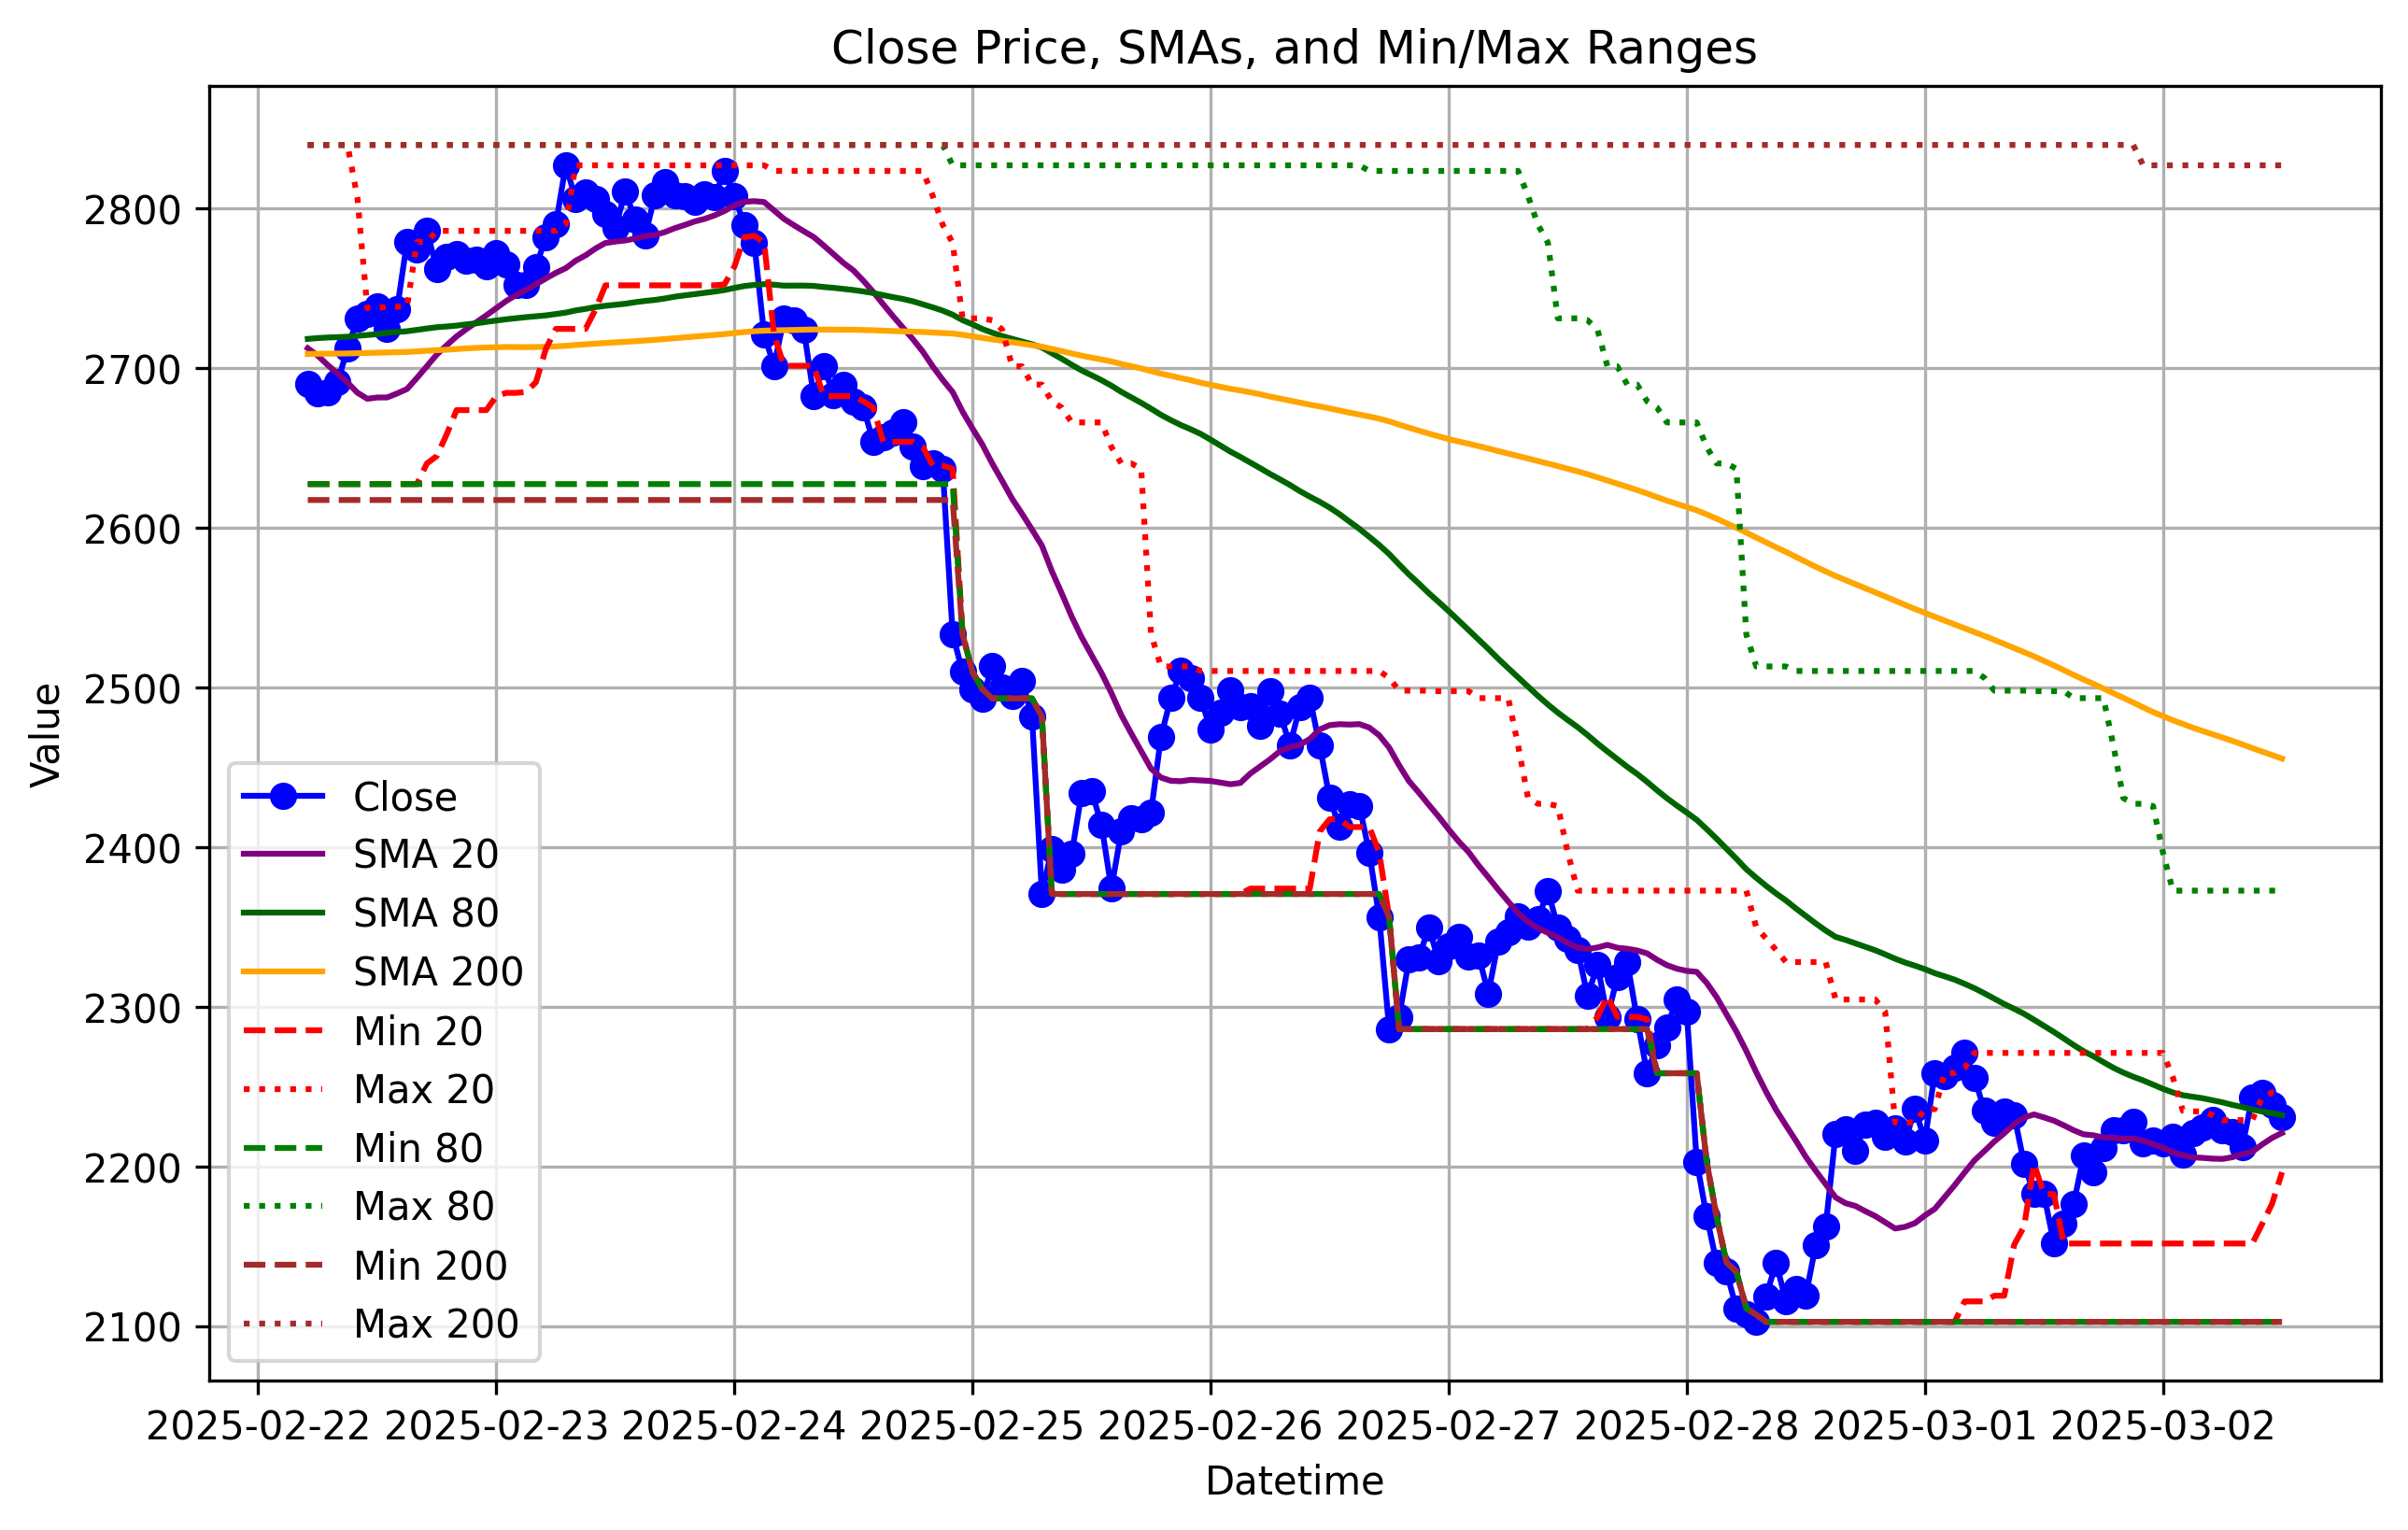 Close Price, SMAs, and Min/Max Ranges
2800
2700
2600
2500
2400
2300
2200
2100
Value
Close
SMA 20
SMA 80
SMA 200
Min 20
Max 20
Min 80
Max 80
Min 200
Max 200
2025-02-22 2025-02-23 2025-02-24 2025-02-25 2025-02-26 2025-02-27 2025-02-28 2025-03-01 2025-03-02
Datetime